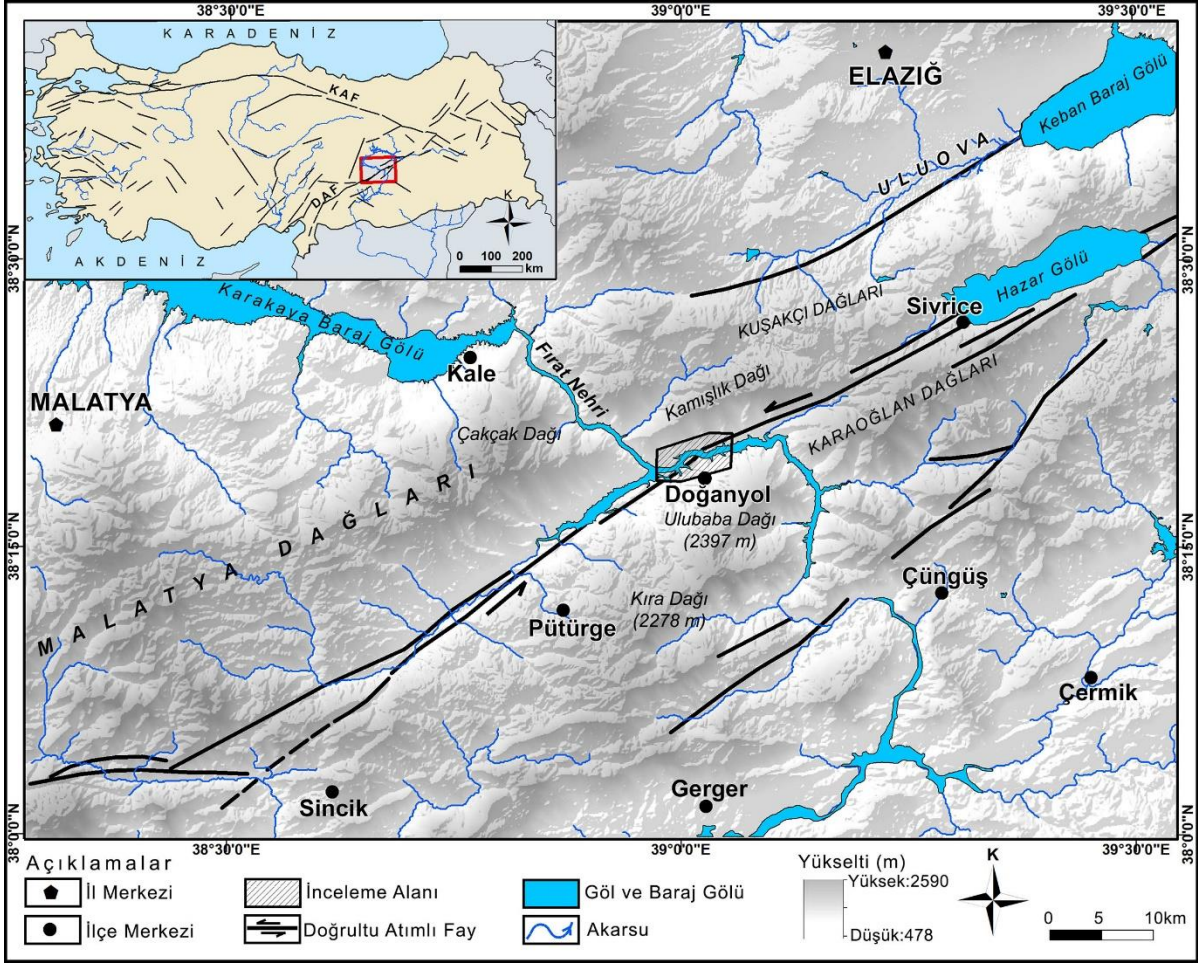 38°30'0"E
39°0'0"E
39°30'0"E
KARADENİZ
KAF
DAF
K
AKDENİZ
0 100 200
km
ELAZIĞ
Keban Baraj Gölü
ULUOVA
38°30'0"N
38°30'0"N
Hazar Gölü
Sivrice
KUŞAKÇI DAĞLARI
Karakaya Baraj Gölü
Kale
Fırat Nehri
MALATYA
Kamışlık Dağı
KARAOĞLAN DAĞLARI
Çakçak Dağı
Doğanyol
Ulubaba Dağı
(2397 m)
MALATYA DAĞLARI
38°15'0"N
38°15'0"N
Çüngüş
Kıra Dağı
(2278 m)
Pütürge
Çermik
Sincik
Gerger
38°0'0"N
38°0'0"N
38°30'0"E
39°0'0"E
39°30'0"E
Açıklamalar
İl Merkezi
İlçe Merkezi
İnceleme Alanı
Doğrultu Atımlı Fay
Göl ve Baraj Gölü
Akarsu
Yükselti (m)
Yüksek:2590
Düşük:478
K
0 5 10km